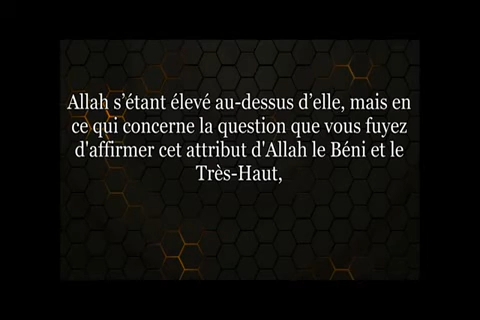 Allah s’étant élevé au-dessus d’elle, mais en
ce qui concerne la question que vous fuyez
d'affirmer cet attribut d'Allah le Béni et le
Très-Haut,